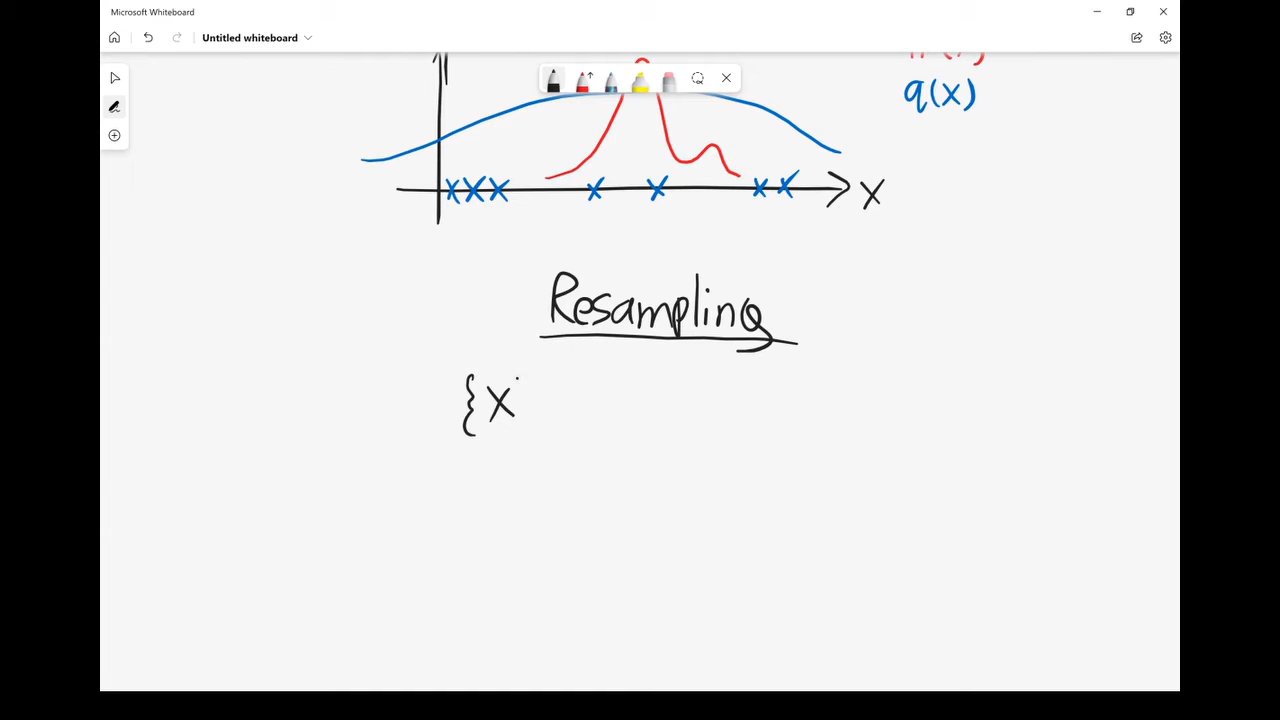 Microsoft Whiteboard
Untitled whiteboard
q(x)
X
Resampling
{X